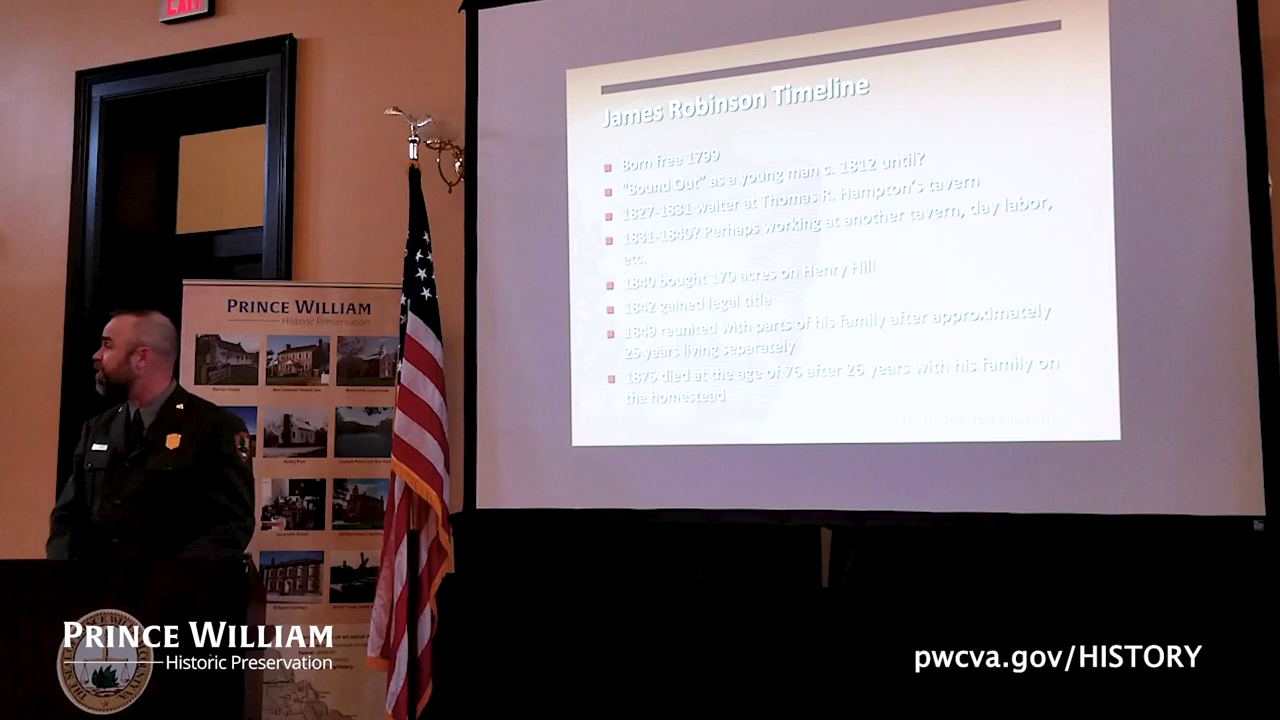 EXIT
James Robinson Timeline
Born free 1799
"Bound Out" as a young man c. 1812 until?
1827-1831 waiter at Thomas R. Hampton's tavern
1831-1840? Perhaps working at another tavern, day labor,
etc.
1840 bought 170 acres on Henry Hill
1842 gained legal title
1849 reunited with parts of his family after approximately
25 years living separately
1875 died at the age of 76 after 26 years with his family on
the homestead
PRINCE WILLIAM
Historic Preservation
PRINCE WILLIAM
Historic Preservation
pwcva.gov/HISTORY